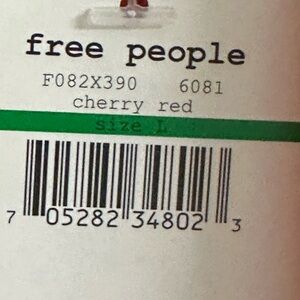 free people
F082X390 6081
cherry red
size L
7 05282 34802 3